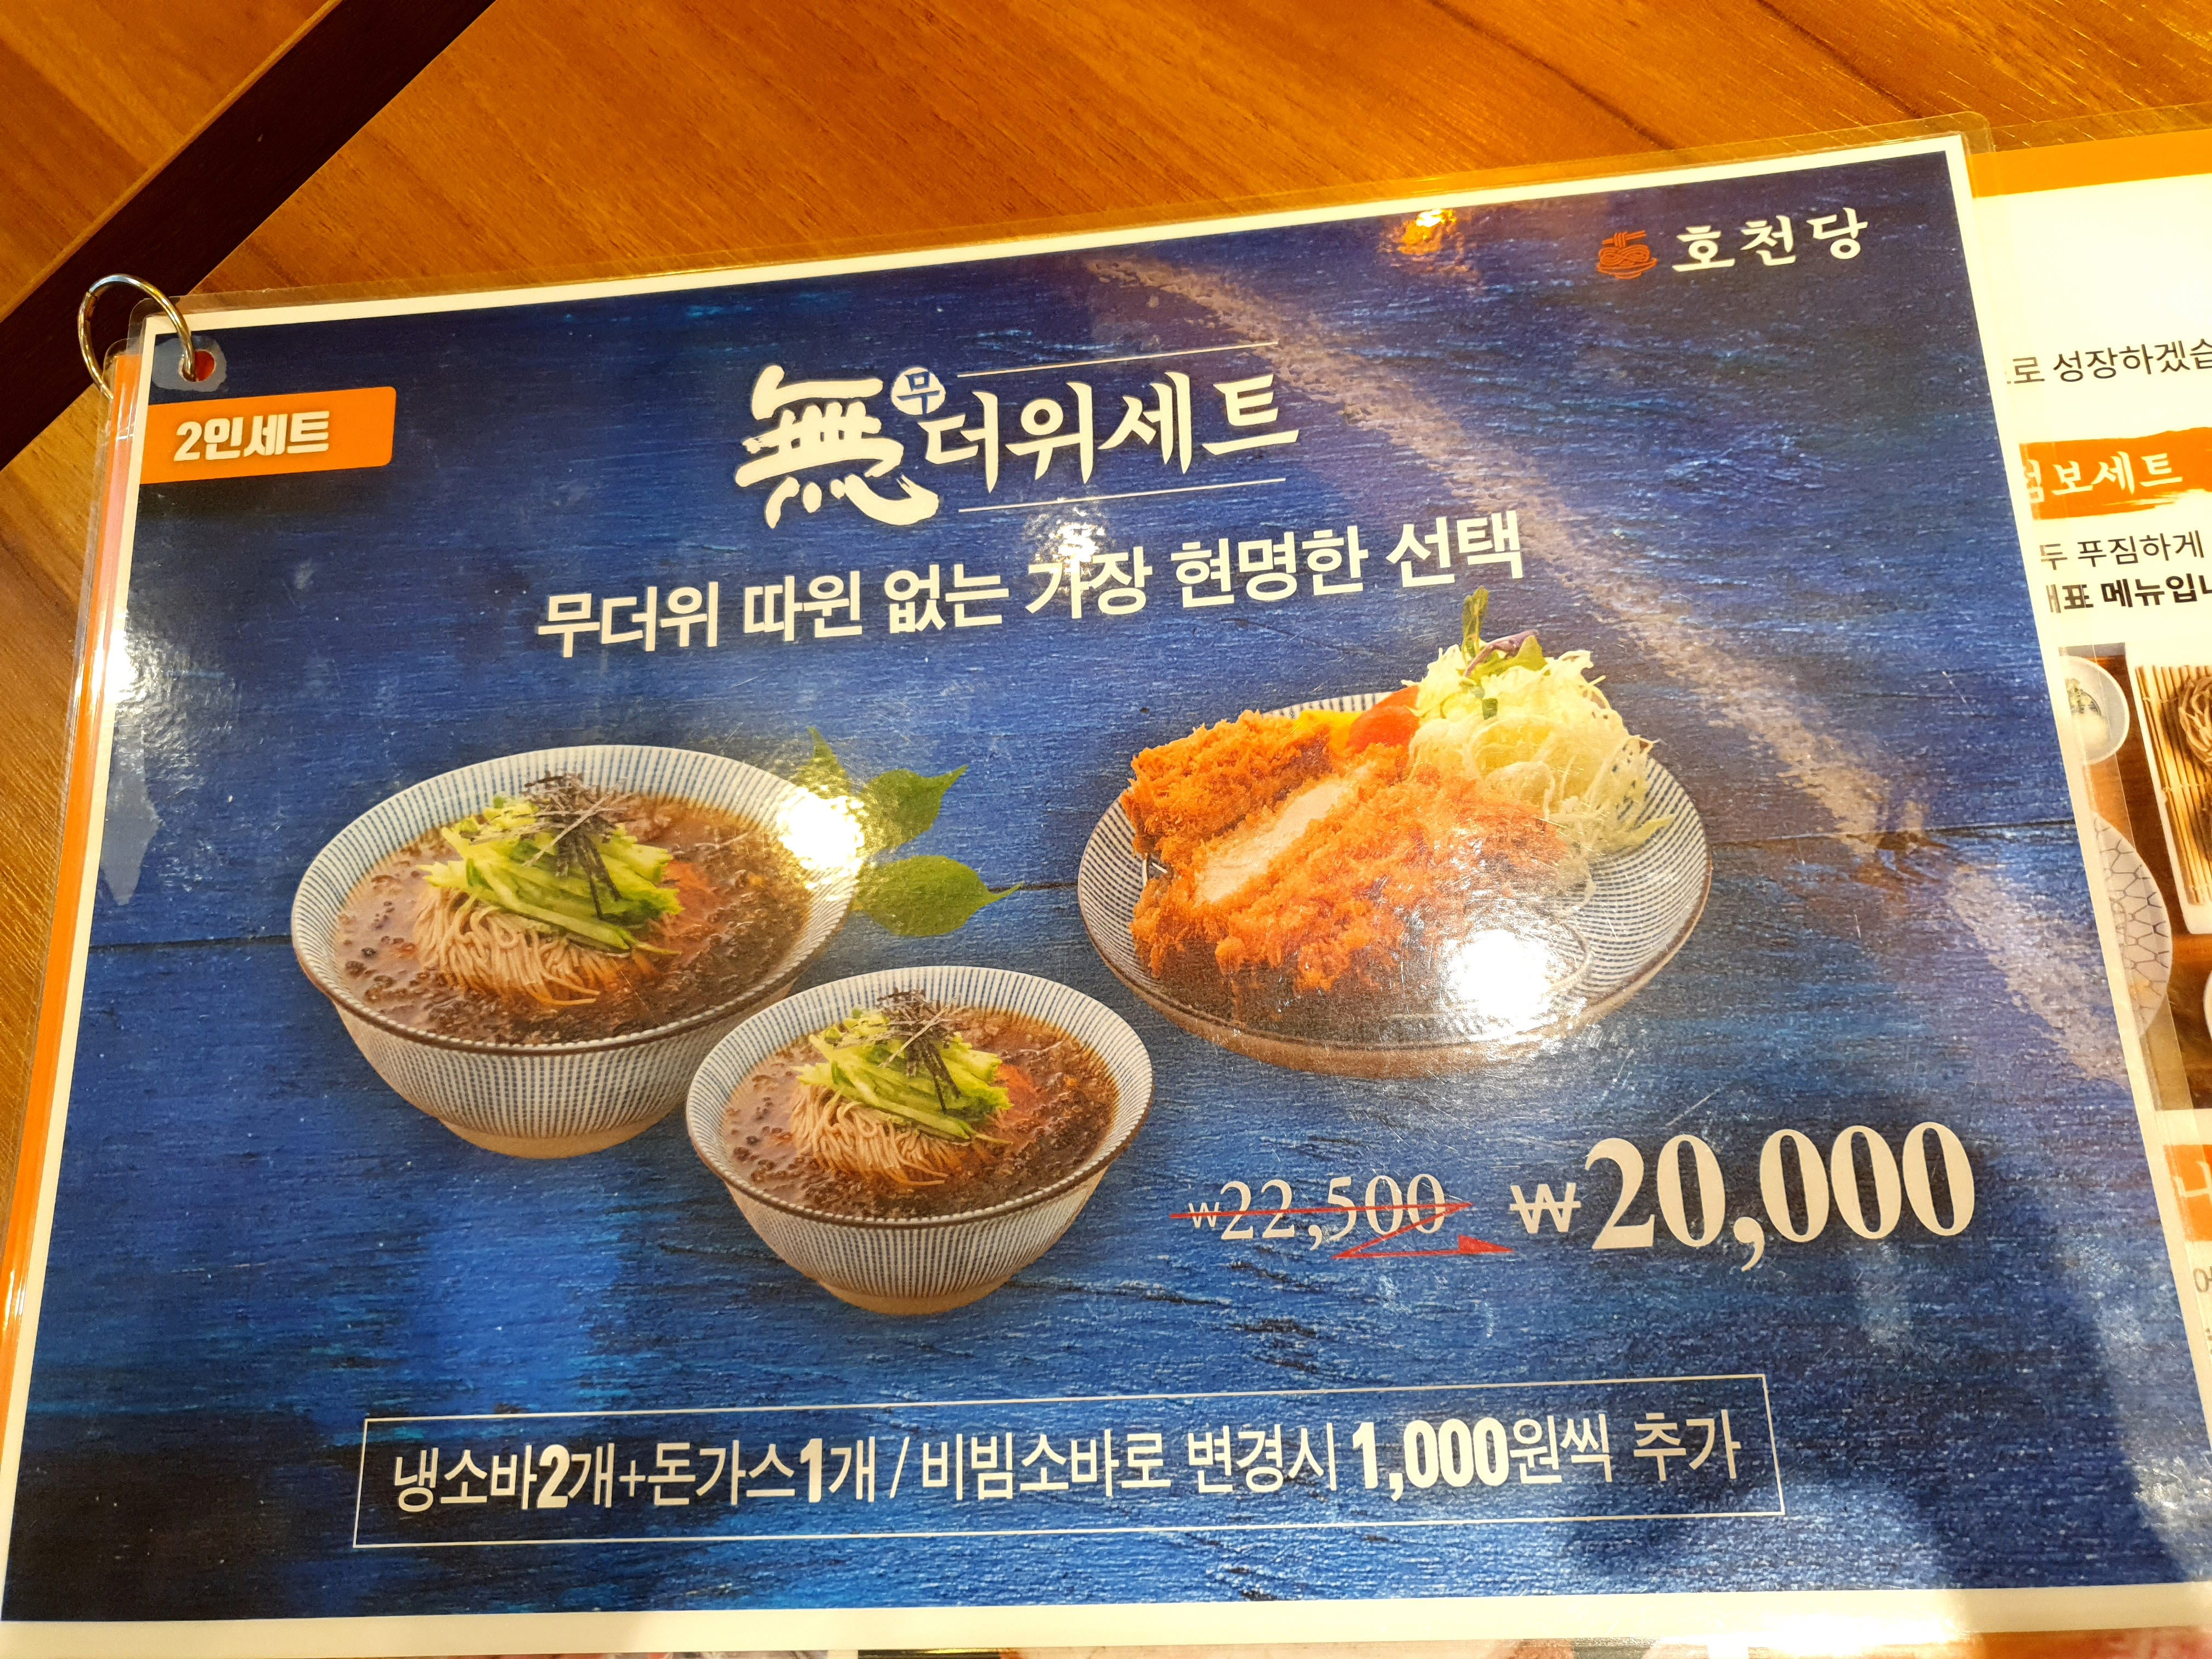 호천당
2인세트
無무더위세트
무더위 따윈 없는 가장 현명한 선택
₩22,500 ₩20,000
냉소바2개+돈가스1개 / 비빔소바로 변경시 1,000원씩 추가
로 성장하겠습
점보세트
두 푸짐하게
대표 메뉴입니